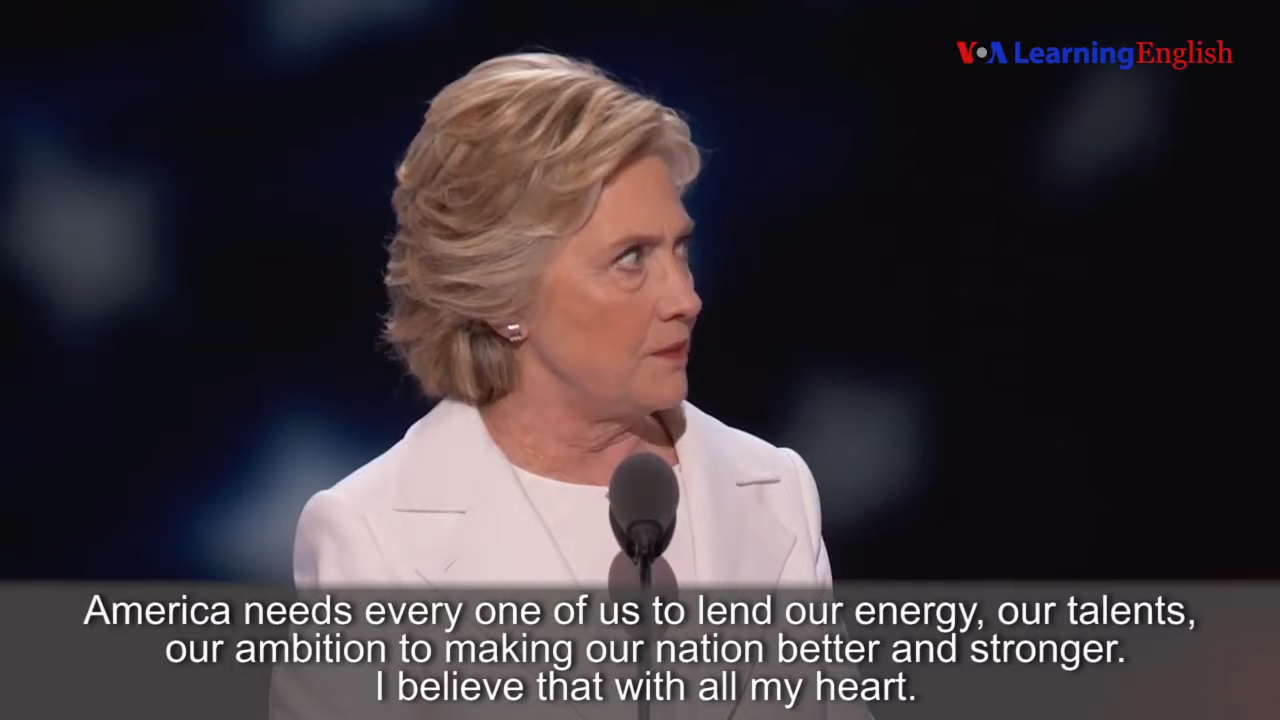 VOA LearningEnglish
America needs every one of us to lend our energy, our talents,
our ambition to making our nation better and stronger.
I believe that with all my heart.